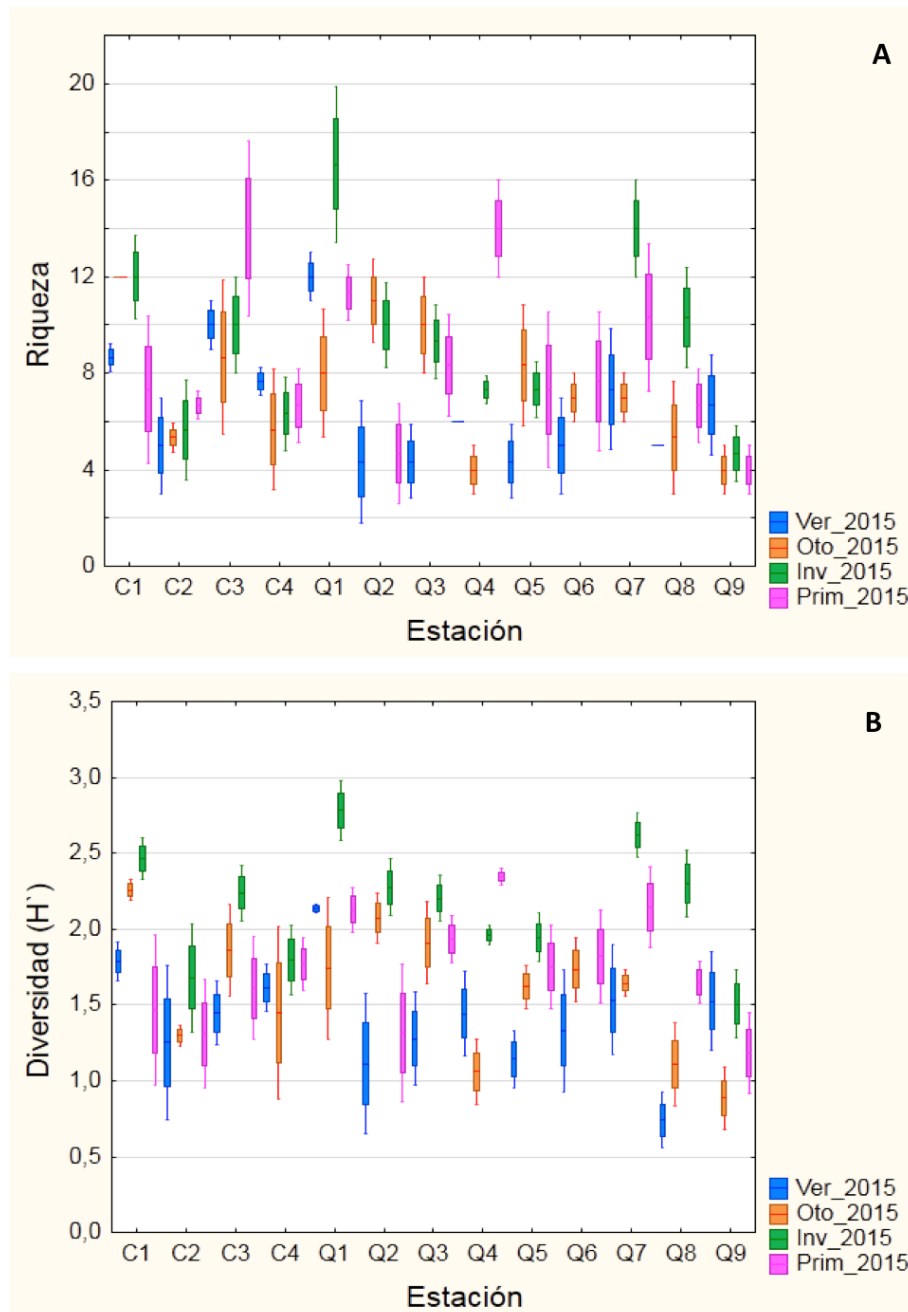 A
20
16
12
8
4
0
Riqueza
C1 C2 C3 C4 Q1 Q2 Q3 Q4 Q5 Q6 Q7 Q8 Q9
Estación
Ver_2015
Oto_2015
Inv_2015
Prim_2015
B
3,5
3,0
2,5
2,0
1,5
1,0
0,5
0,0
Diversidad (H`)
C1 C2 C3 C4 Q1 Q2 Q3 Q4 Q5 Q6 Q7 Q8 Q9
Estación
Ver_2015
Oto_2015
Inv_2015
Prim_2015